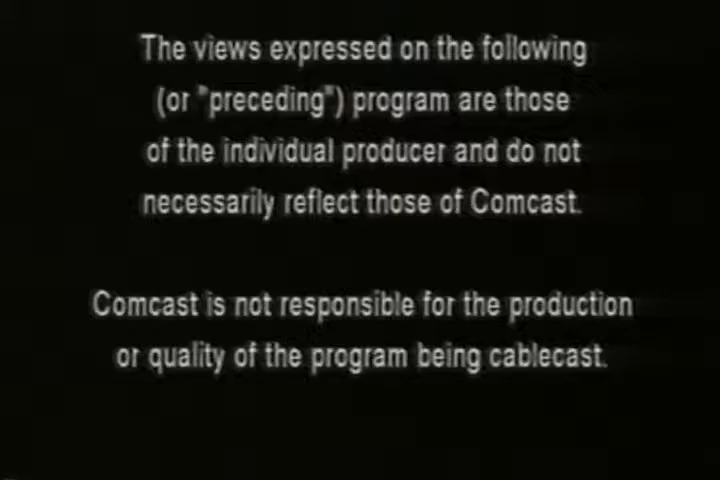 The views expressed on the following
(or "preceding") program are those
of the individual producer and do not
necessarily reflect those of Comcast.
Comcast is not responsible for the production
or quality of the program being cablecast.